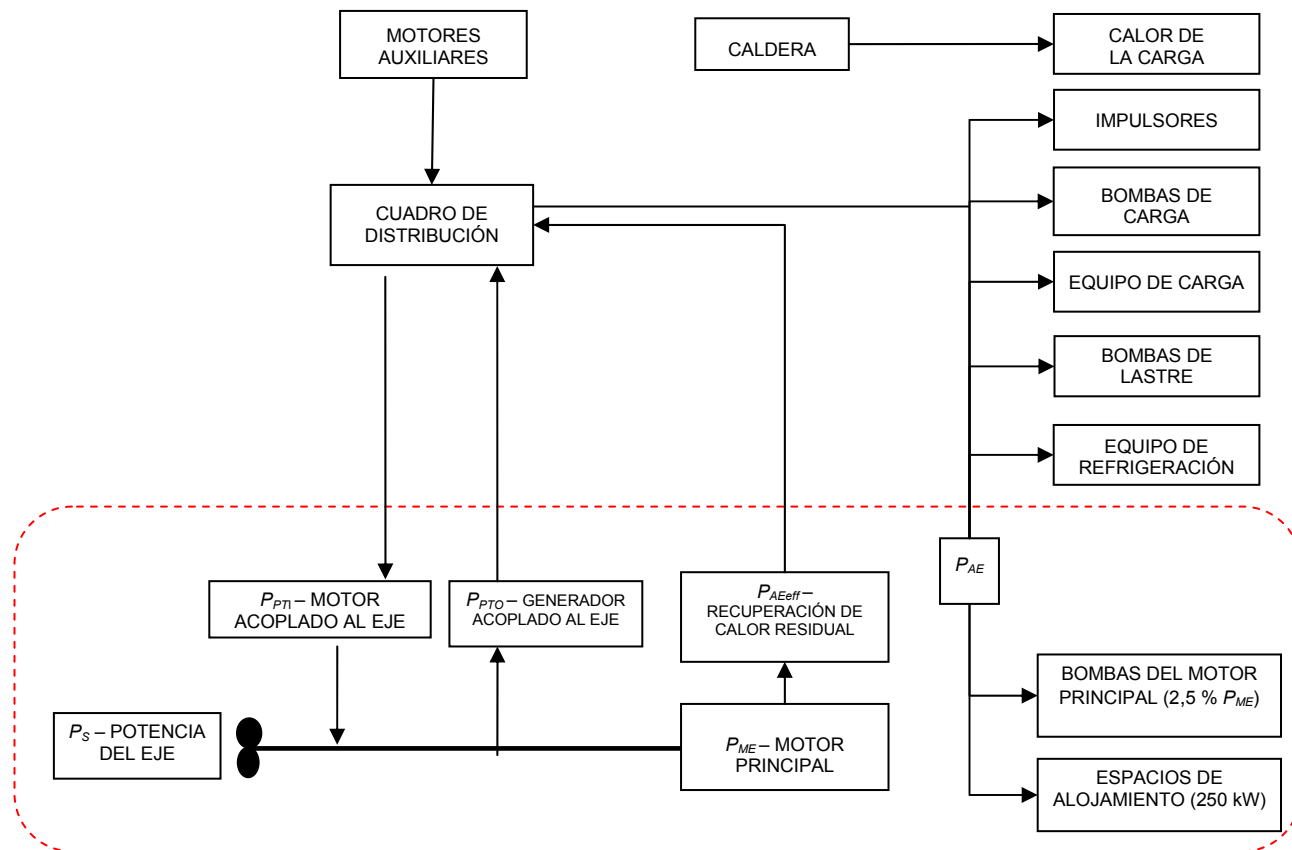 MOTORES
AUXILIARES
CALDERA
CALOR DE
LA CARGA
IMPULSORES
CUADRO DE
DISTRIBUCIÓN
BOMBAS DE
CARGA
EQUIPO DE CARGA
BOMBAS DE
LASTRE
EQUIPO DE
REFRIGERACIÓN
PAE
PPTI – MOTOR
ACOPLADO AL EJE
PPTO – GENERADOR
ACOPLADO AL EJE
PAEeff –
RECUPERACIÓN DE
CALOR RESIDUAL
BOMBAS DEL MOTOR
PRINCIPAL (2,5 % PME)
PS – POTENCIA
DEL EJE
PME – MOTOR
PRINCIPAL
ESPACIOS DE
ALOJAMIENTO (250 kW)